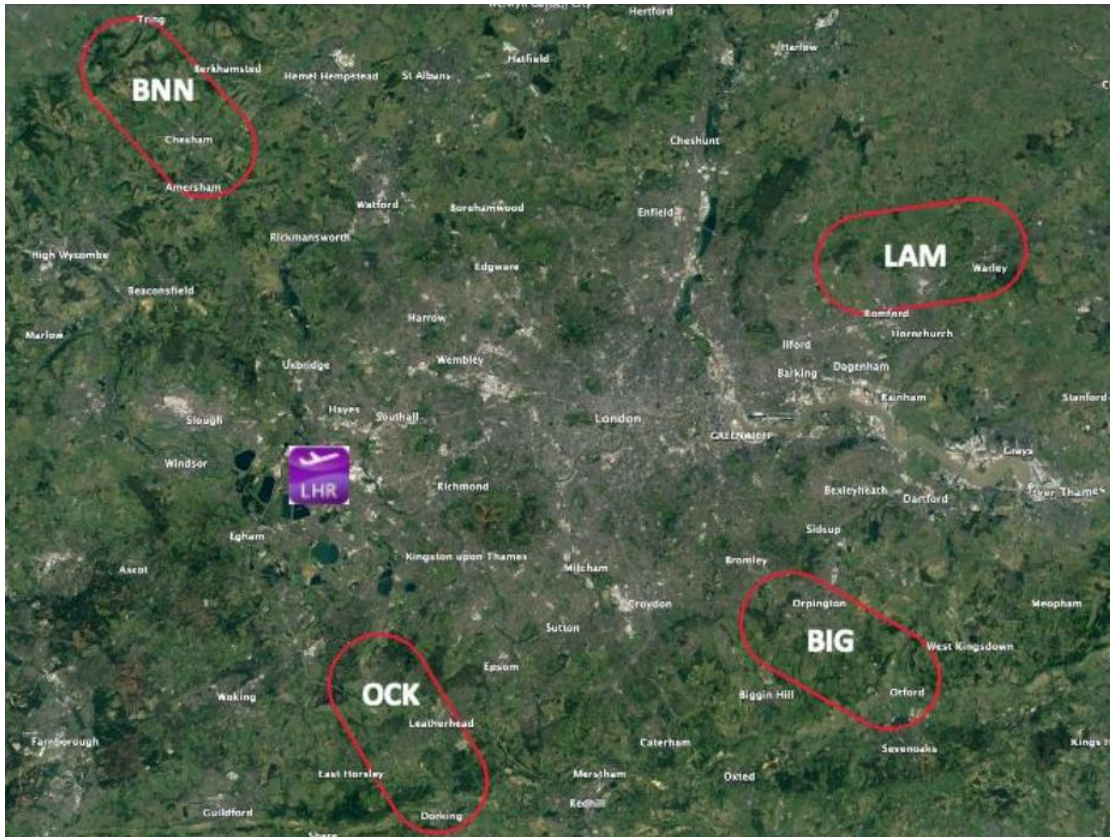 Tring
Hertford
Harlow
Hatfield
Berkhamsted
Hemel Hempstead
St Albans
BNN
Chesham
Cheshunt
Amersham
Watford
Borehamwood
Enfield
Rickmansworth
High Wycombe
LAM
Edgware
Warley
Beaconsfield
Romford
Harrow
Hornchurch
Marlow
Ilford
Wembley
Uxbridge
Dagenham
Barking
Rainham
Stanford-
Hayes
Slough
Southall
London
GREENWICH
Grays
Windsor
LHR
Richmond
Bexleyheath
Dartford
River Thames
Egham
Sidcup
Kingston upon Thames
Bromley
Ascot
Mitcham
Croydon
Orpington
Meopham
Sutton
BIG
West Kingsdown
Epsom
OCK
Woking
Biggin Hill
Otford
Leatherhead
Farnborough
Caterham
Sevenoaks
Kings H
East Horsley
Merstham
Oxted
Redhill
Guildford
Dorking
Shere